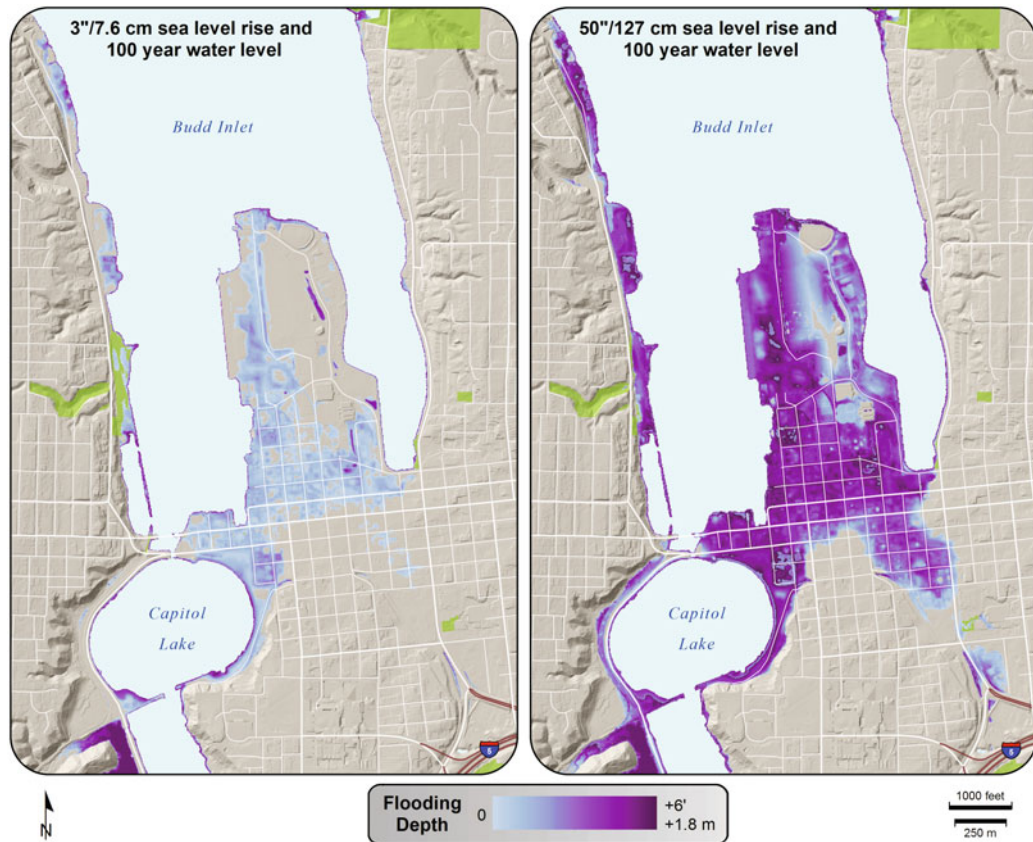 3"/7.6 cm sea level rise and
100 year water level
Budd Inlet
Capitol
Lake
5
50"/127 cm sea level rise and
100 year water level
Budd Inlet
Capitol
Lake
5
N
Flooding
Depth
0
+6'
+1.8 m
1000 feet
250 m